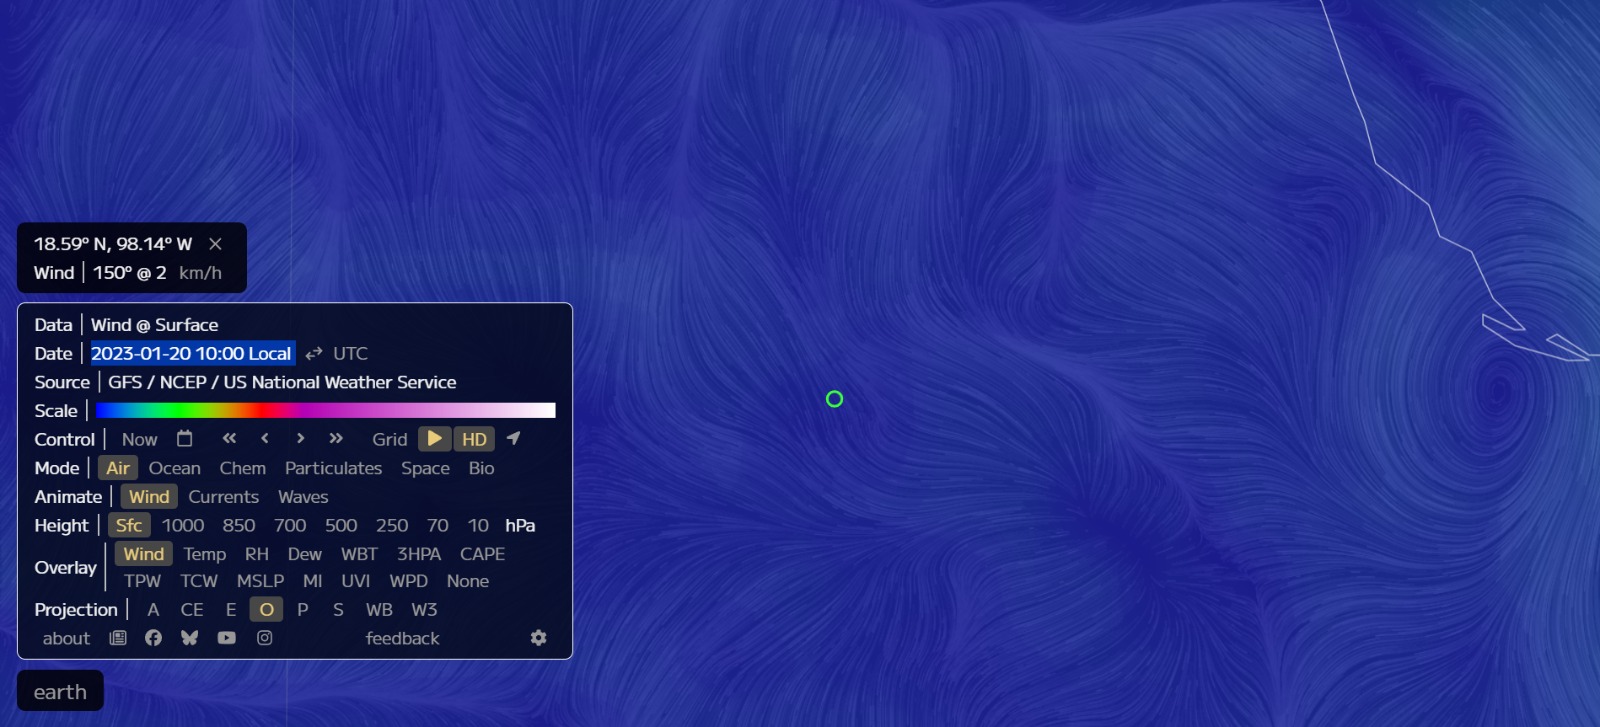 18.59° N, 98.14° W ×
Wind | 150° @ 2 km/h
Data | Wind @ Surface
Date | 2023-01-20 10:00 Local ⇄ UTC
Source | GFS / NCEP / US National Weather Service
Scale |
Control | Now « ‹ › » Grid HD
Mode | Air Ocean Chem Particulates Space Bio
Animate | Wind Currents Waves
Height | Sfc 1000 850 700 500 250 70 10 hPa
Overlay | Wind Temp RH Dew WBT 3HPA CAPE
TPW TCW MSLP MI UVI WPD None
Projection | A CE E O P S WB W3
about feedback
earth